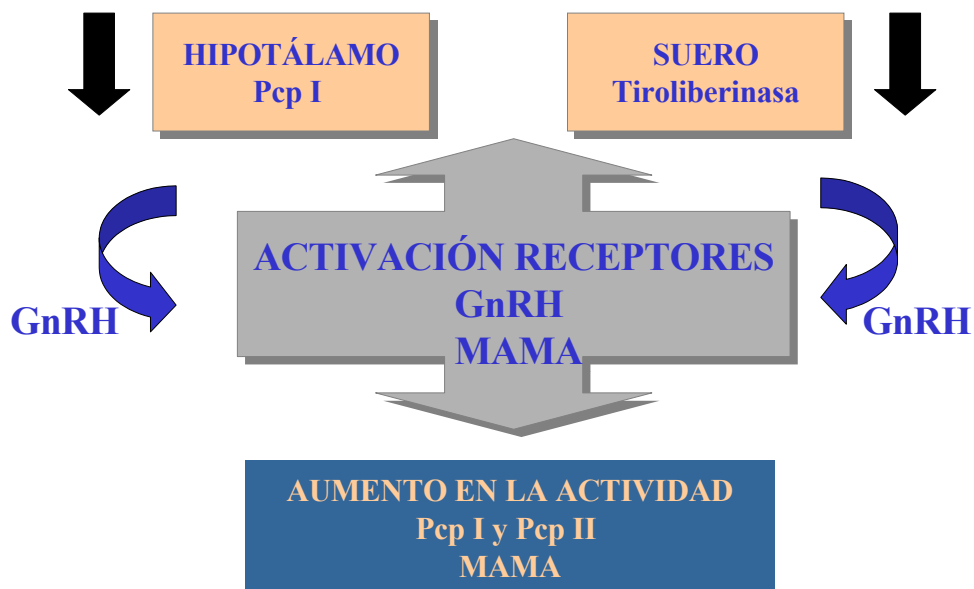 HIPOTÁLAMO
Pcp I
SUERO
Tiroliberinasa
ACTIVACIÓN RECEPTORES
GnRH
MAMA
GnRH
GnRH
AUMENTO EN LA ACTIVIDAD
Pcp I y Pcp II
MAMA